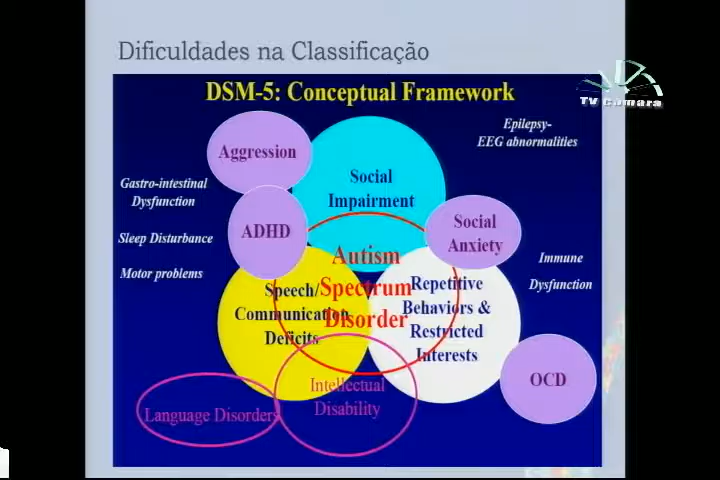 Dificuldades na Classificação
DSM-5: Conceptual Framework
TV Camara
Epilepsy-
EEG abnormalities
Aggression
Social
Impairment
Gastro-intestinal
Dysfunction
ADHD
Social
Anxiety
Sleep Disturbance
Motor problems
Immune
Dysfunction
Autism
Spectrum
Disorder
Speech/
Communication
Deficits
Repetitive
Behaviors &
Restricted
Interests
OCD
Intellectual
Disability
Language Disorders